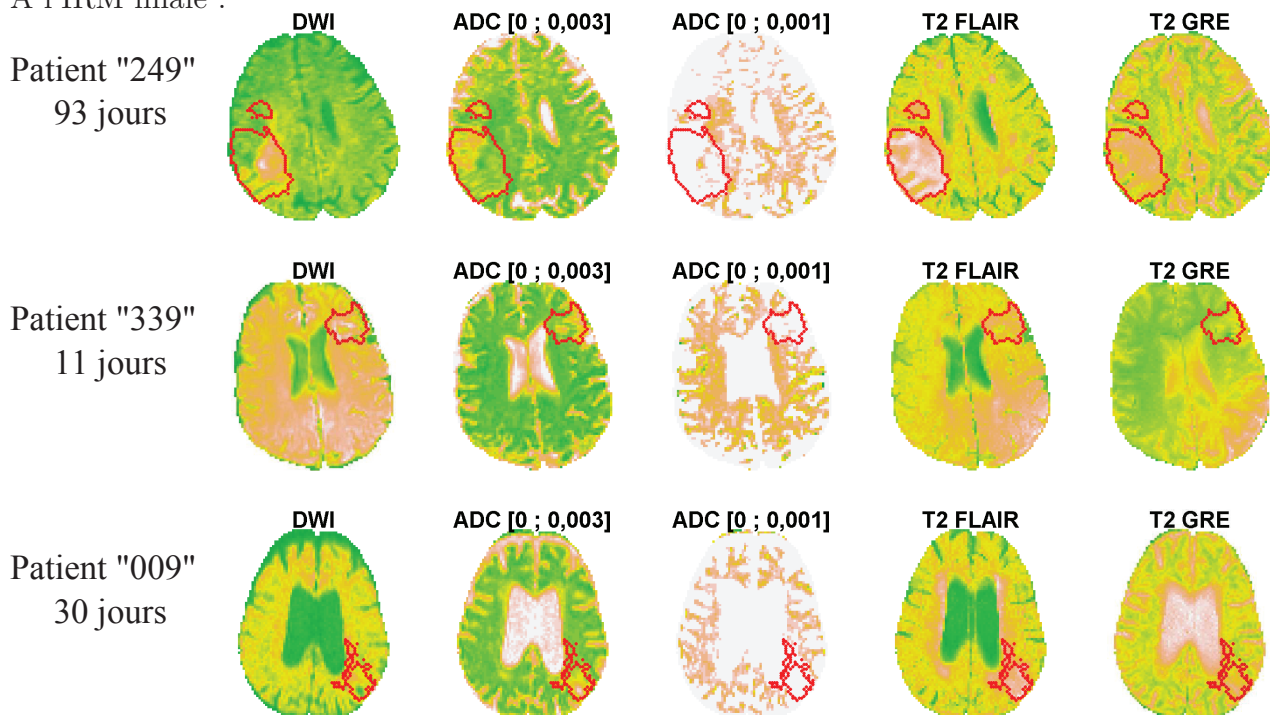 A l'IRM finale :
DWI ADC [0 ; 0,003] ADC [0 ; 0,001] T2 FLAIR T2 GRE
Patient "249"
93 jours
DWI ADC [0 ; 0,003] ADC [0 ; 0,001] T2 FLAIR T2 GRE
Patient "339"
11 jours
DWI ADC [0 ; 0,003] ADC [0 ; 0,001] T2 FLAIR T2 GRE
Patient "009"
30 jours